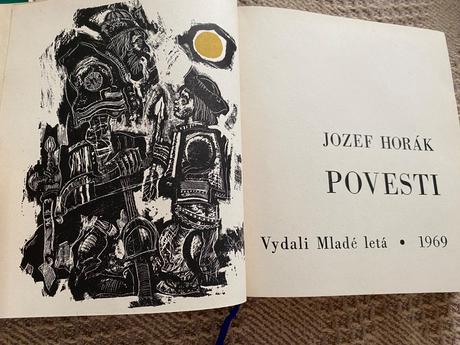 JOZEF HORÁK
POVESTI
Vydali Mladé letá • 1969